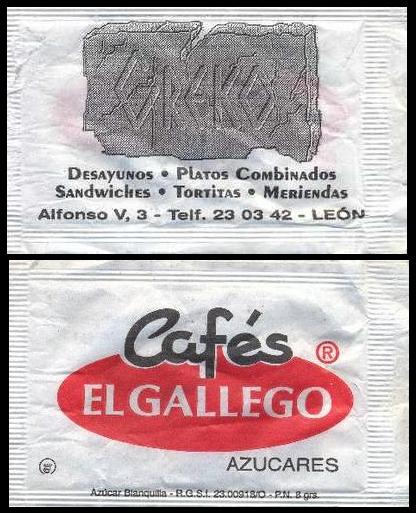 DESAYUNOS • PLATOS COMBINADOS
SANDWICHES • TORTITAS • MERIENDAS
Alfonso V, 3 - Telf. 23 03 42 - LEÓN
Cafés ®
EL GALLEGO
AZUCARES
Azúcar Blanquilla - R.G.S.I. 23.00918/O - P.N. 8 grs.